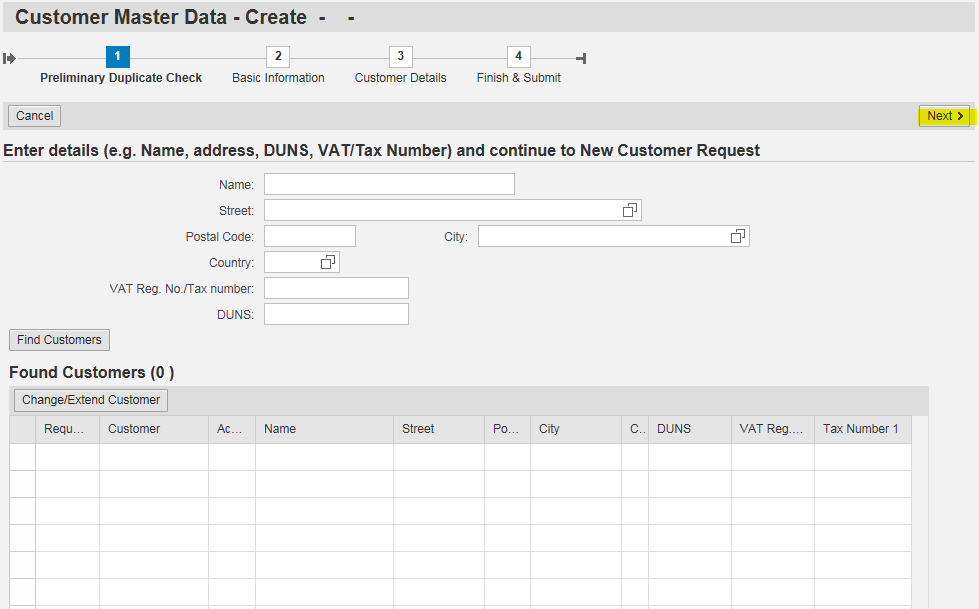 Customer Master Data - Create - -
1 2 3 4
Preliminary Duplicate Check Basic Information Customer Details Finish & Submit
Cancel Next
Enter details (e.g. Name, address, DUNS, VAT/Tax Number) and continue to New Customer Request
Name:
Street:
Postal Code: City:
Country:
VAT Reg. No./Tax number:
DUNS:
Find Customers
Found Customers (0 )
Change/Extend Customer
Requ... Customer Ac... Name Street Po... City C.. DUNS VAT Reg.... Tax Number 1